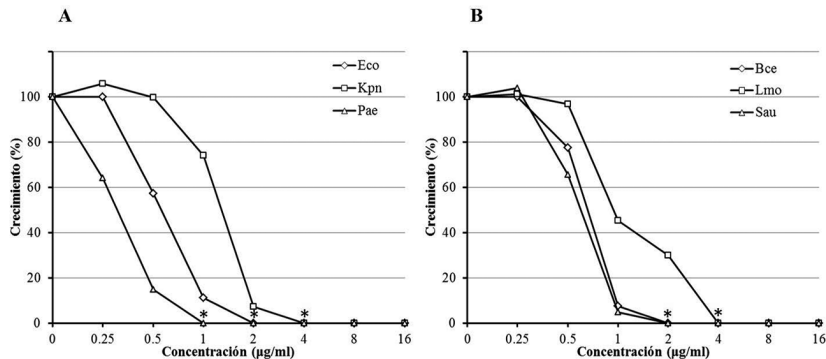 A
Crecimiento (%)
100
80
60
40
20
0
Eco
Kpn
Pae
* * *
0 0.25 0.5 1 2 4 8 16
Concentración (µg/ml)
B
Crecimiento (%)
100
80
60
40
20
0
Bce
Lmo
Sau
* *
0 0.25 0.5 1 2 4 8 16
Concentración (µg/ml)